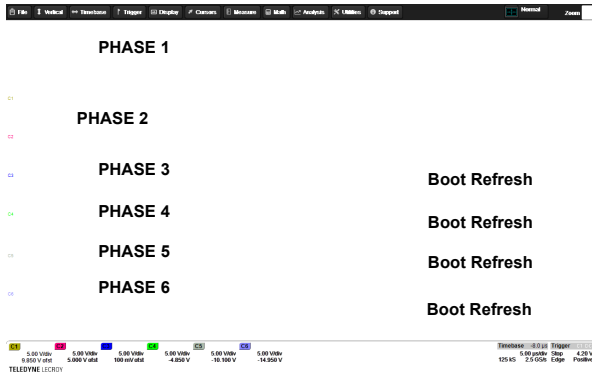 File Vertical Timebase Trigger Display Cursors Measure Math Analysis Utilities Support Normal Zoom
PHASE 1
C1
PHASE 2
C2
PHASE 3
C3
Boot Refresh
PHASE 4
C4
Boot Refresh
PHASE 5
C5
Boot Refresh
PHASE 6
C6
Boot Refresh
C1 C2 C4 C5 C6 Timebase -8.0 µs Trigger
5.00 V/div 5.00 V/div 5.00 V/div 5.00 V/div 5.00 V/div 5.00 V/div 5.00 µs/div Stop 4.20 V
9.850 V ofst 5.000 V ofst 100 mV ofst -4.850 V -10.100 V -14.950 V 125 kS 2.5 GS/s Edge Positive
TELEDYNE LECROY